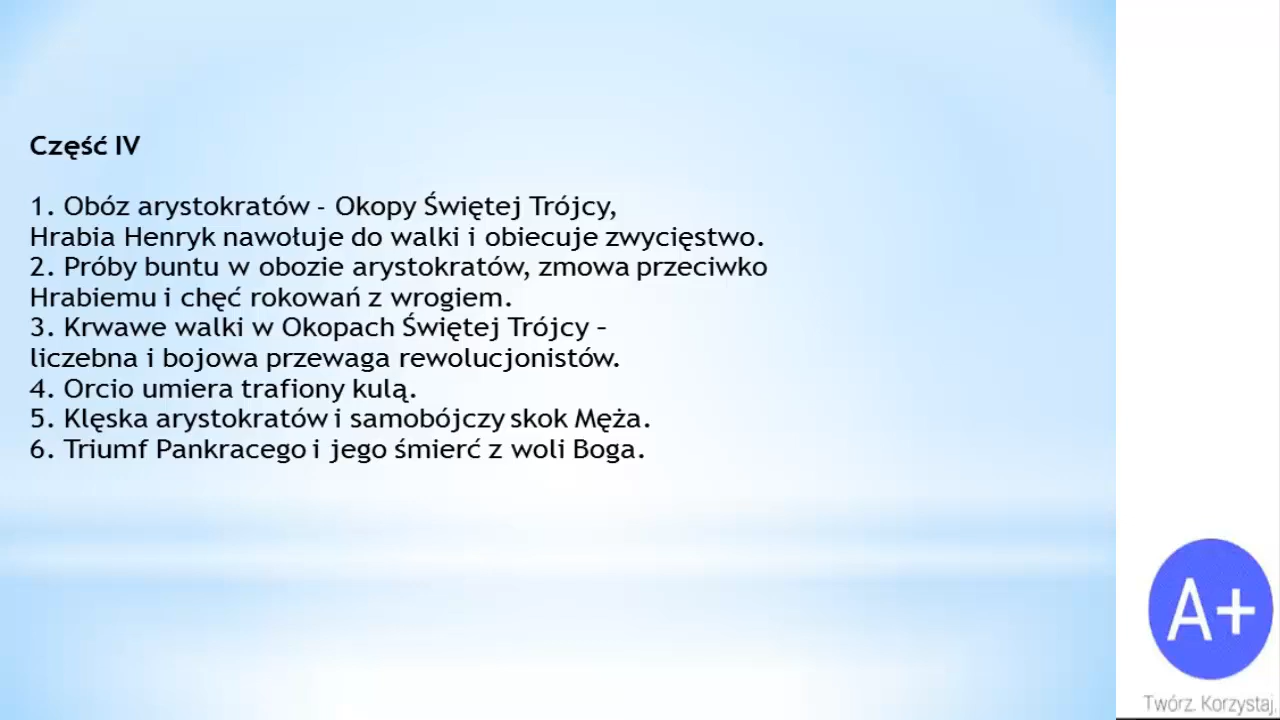 Część IV
1. Obóz arystokratów - Okopy Świętej Trójcy,
Hrabia Henryk nawołuje do walki i obiecuje zwycięstwo.
2. Próby buntu w obozie arystokratów, zmowa przeciwko
Hrabiemu i chęć rokowań z wrogiem.
3. Krwawe walki w Okopach Świętej Trójcy –
liczebna i bojowa przewaga rewolucjonistów.
4. Orcio umiera trafiony kulą.
5. Klęska arystokratów i samobójczy skok Męża.
6. Triumf Pankracego i jego śmierć z woli Boga.
A+
Twórz. Korzystaj.